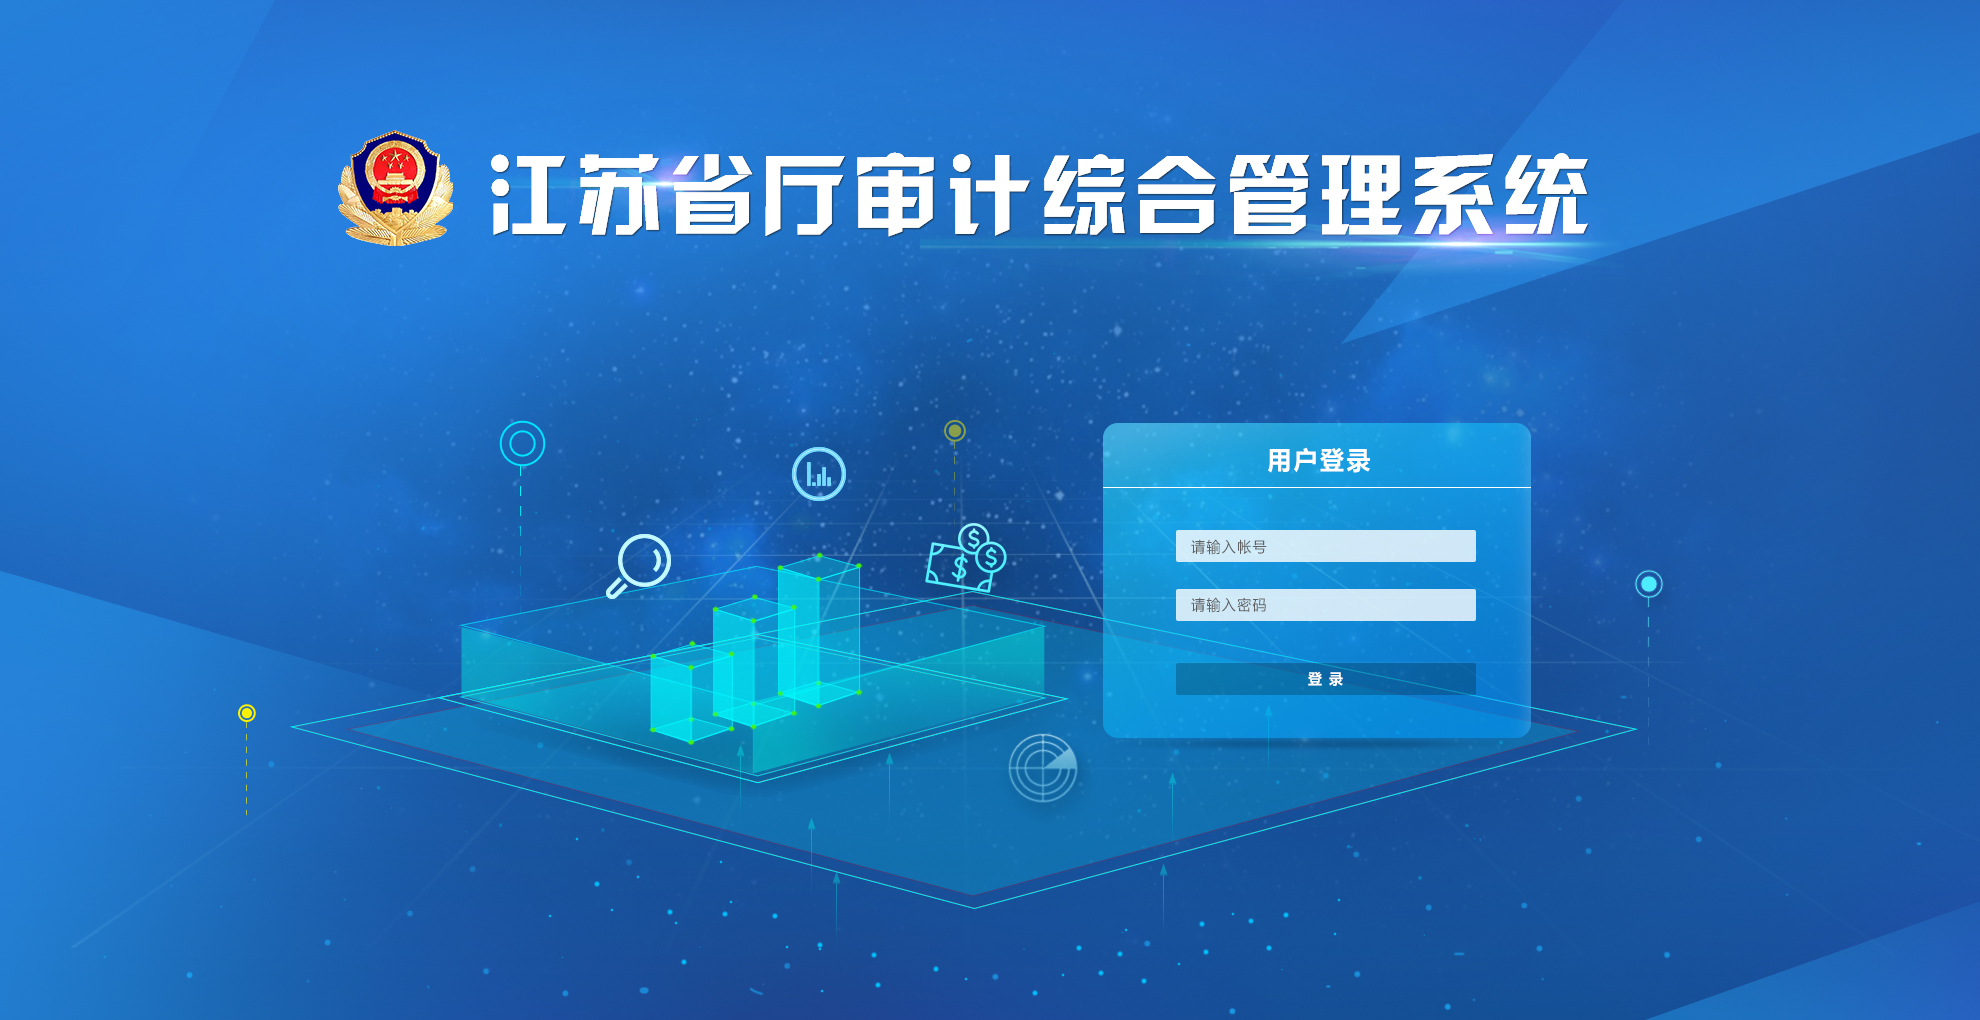 江苏省厅审计综合管理系统
用户登录
请输入帐号
请输入密码
登 录